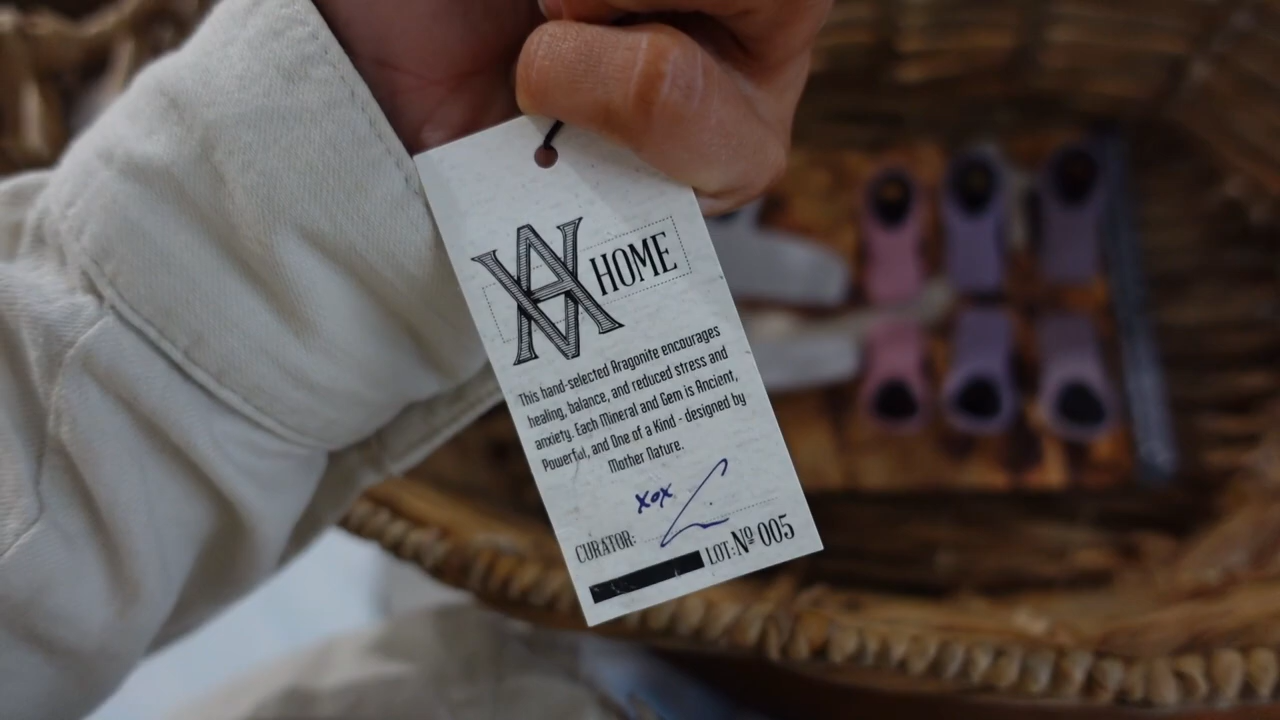 HOME
This hand-selected Aragonite encourages
healing, balance, and reduced stress and
anxiety. Each Mineral and Gem is Ancient,
Powerful, and One of a Kind - designed by
Mother Nature.
xox
CURATOR:
LOT: Nº 005